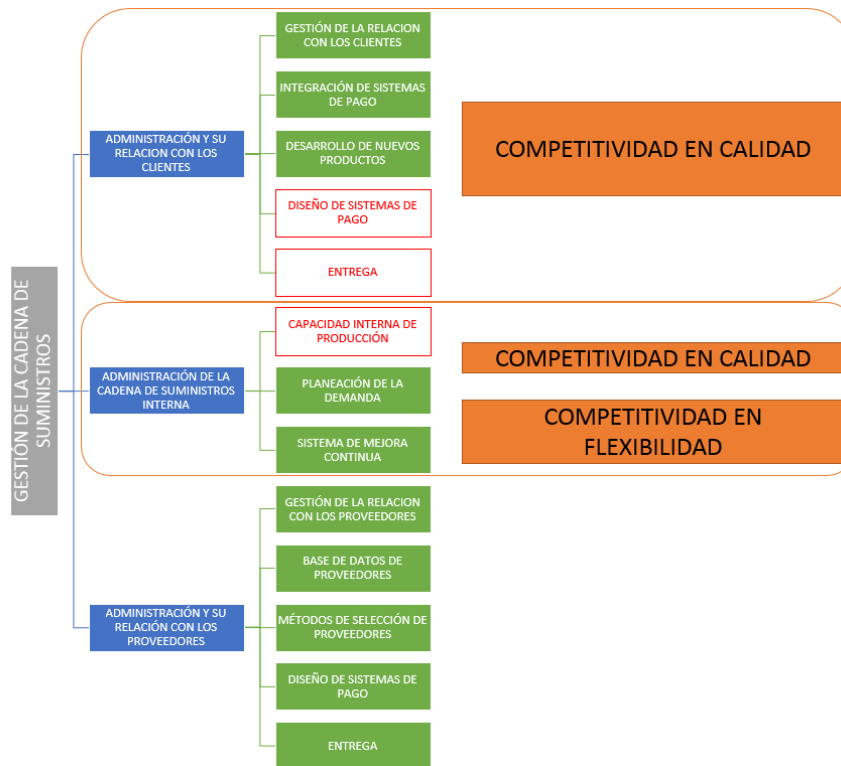 GESTIÓN DE LA CADENA DE
SUMINISTROS
ADMINISTRACIÓN Y SU
RELACION CON LOS
CLIENTES
GESTIÓN DE LA RELACION
CON LOS CLIENTES
INTEGRACIÓN DE SISTEMAS
DE PAGO
DESARROLLO DE NUEVOS
PRODUCTOS
DISEÑO DE SISTEMAS DE
PAGO
ENTREGA
COMPETITIVIDAD EN CALIDAD
ADMINISTRACIÓN DE LA
CADENA DE SUMINISTROS
INTERNA
CAPACIDAD INTERNA DE
PRODUCCIÓN
PLANEACIÓN DE LA
DEMANDA
SISTEMA DE MEJORA
CONTINUA
COMPETITIVIDAD EN CALIDAD
COMPETITIVIDAD EN
FLEXIBILIDAD
ADMINISTRACIÓN Y SU
RELACIÓN CON LOS
PROVEEDORES
GESTIÓN DE LA RELACION
CON LOS PROVEEDORES
BASE DE DATOS DE
PROVEEDORES
MÉTODOS DE SELECCIÓN DE
PROVEEDORES
DISEÑO DE SISTEMAS DE
PAGO
ENTREGA